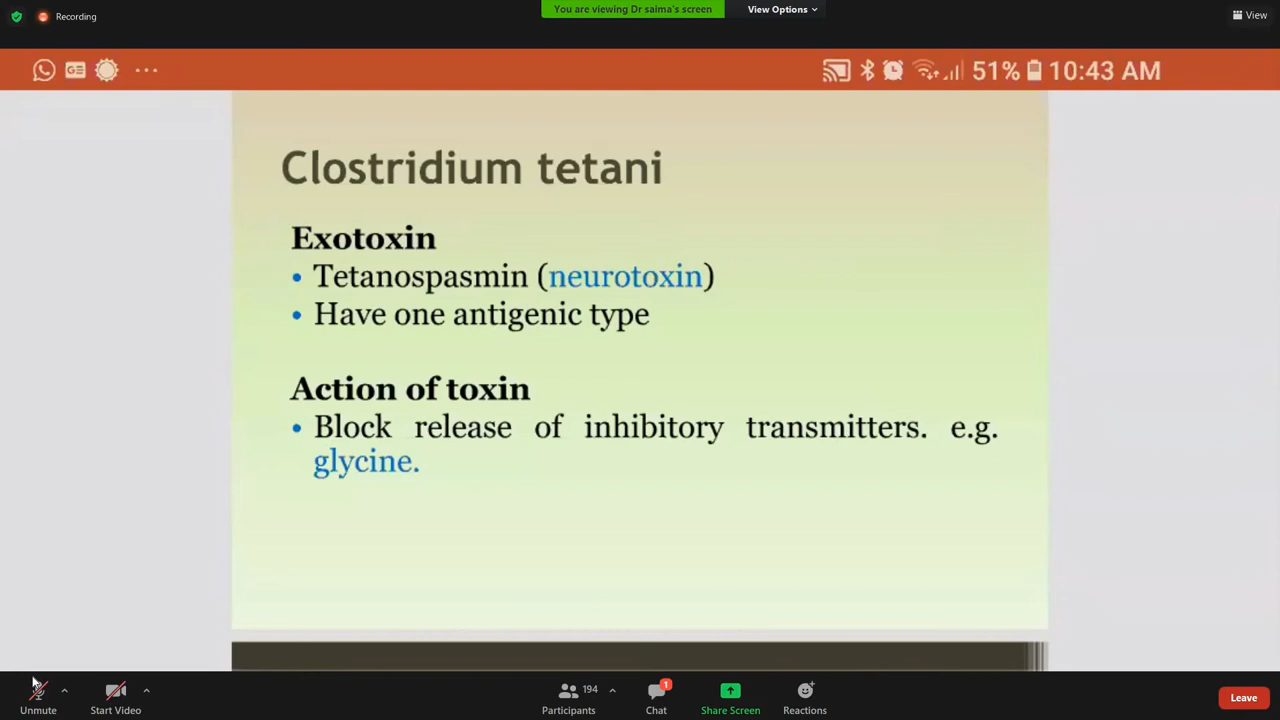 You are viewing Dr saima's screen
View Options
Recording
View
GE
51%
10:43 AM
Clostridium tetani
Exotoxin
• Tetanospasmin (neurotoxin)
• Have one antigenic type
Action of toxin
• Block release of inhibitory transmitters. e.g.
glycine.
Unmute
Start Video
194
Participants
1
Chat
Share Screen
Reactions
Leave